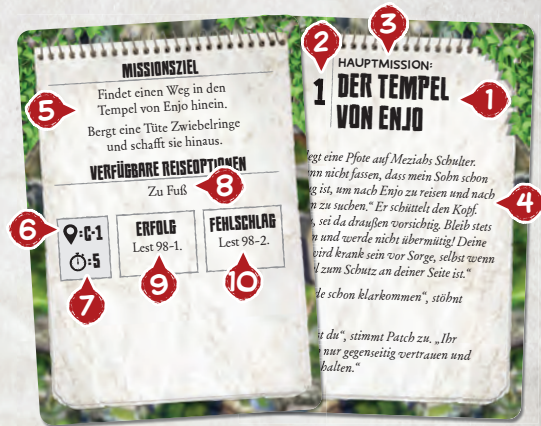 MISSIONSZIEL
Findet einen Weg in den
Tempel von Enjo hinein.
Bergt eine Tüte Zwiebelringe
und schafft sie hinaus.
VERFÜGBARE REISEOPTIONEN
Zu Fuß
:C-1
:5
ERFOLG
Lest 98-1.
FEHLSCHLAG
Lest 98-2.
5
8
6
7
9
10
2
3
1
4
HAUPTMISSION:
1
DER TEMPEL
VON ENJO
legt eine Pfote auf Meziahs Schulter.
nn nicht fassen, dass mein Sohn schon
ug ist, um nach Enjo zu reisen und nach
n zu suchen.“ Er schüttelt den Kopf.
, sei da draußen vorsichtig. Bleib stets
n und werde nicht übermütig! Deine
wird krank sein vor Sorge, selbst wenn
l zum Schutz an deiner Seite ist.“
de schon klarkommen“, stöhnt
st du“, stimmt Patch zu. „Ihr
nur gegenseitig vertrauen und
halten.“